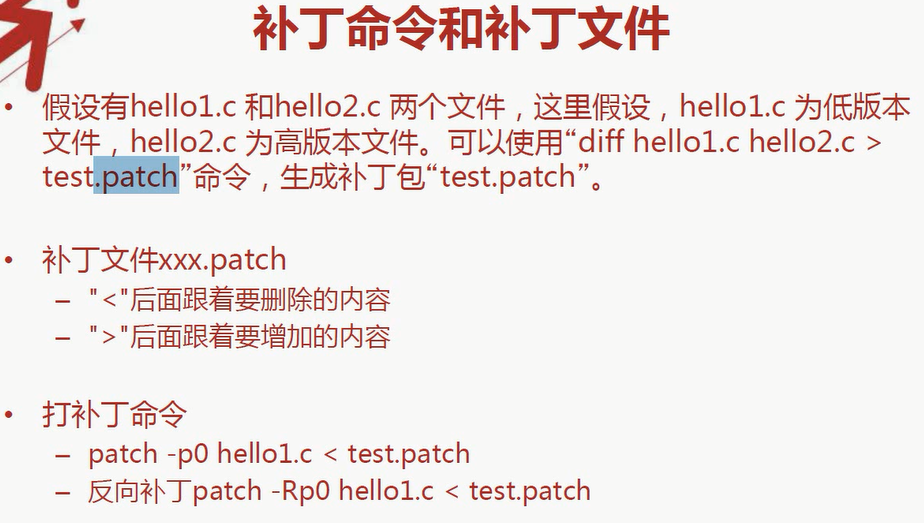 补丁命令和补丁文件
• 假设有hello1.c 和hello2.c 两个文件，这里假设，hello1.c 为低版本
文件，hello2.c 为高版本文件。可以使用“diff hello1.c hello2.c >
test.patch”命令，生成补丁包“test.patch”。
• 补丁文件xxx.patch
– "<"后面跟着要删除的内容
– ">"后面跟着要增加的内容
• 打补丁命令
– patch -p0 hello1.c < test.patch
– 反向补丁patch -Rp0 hello1.c < test.patch